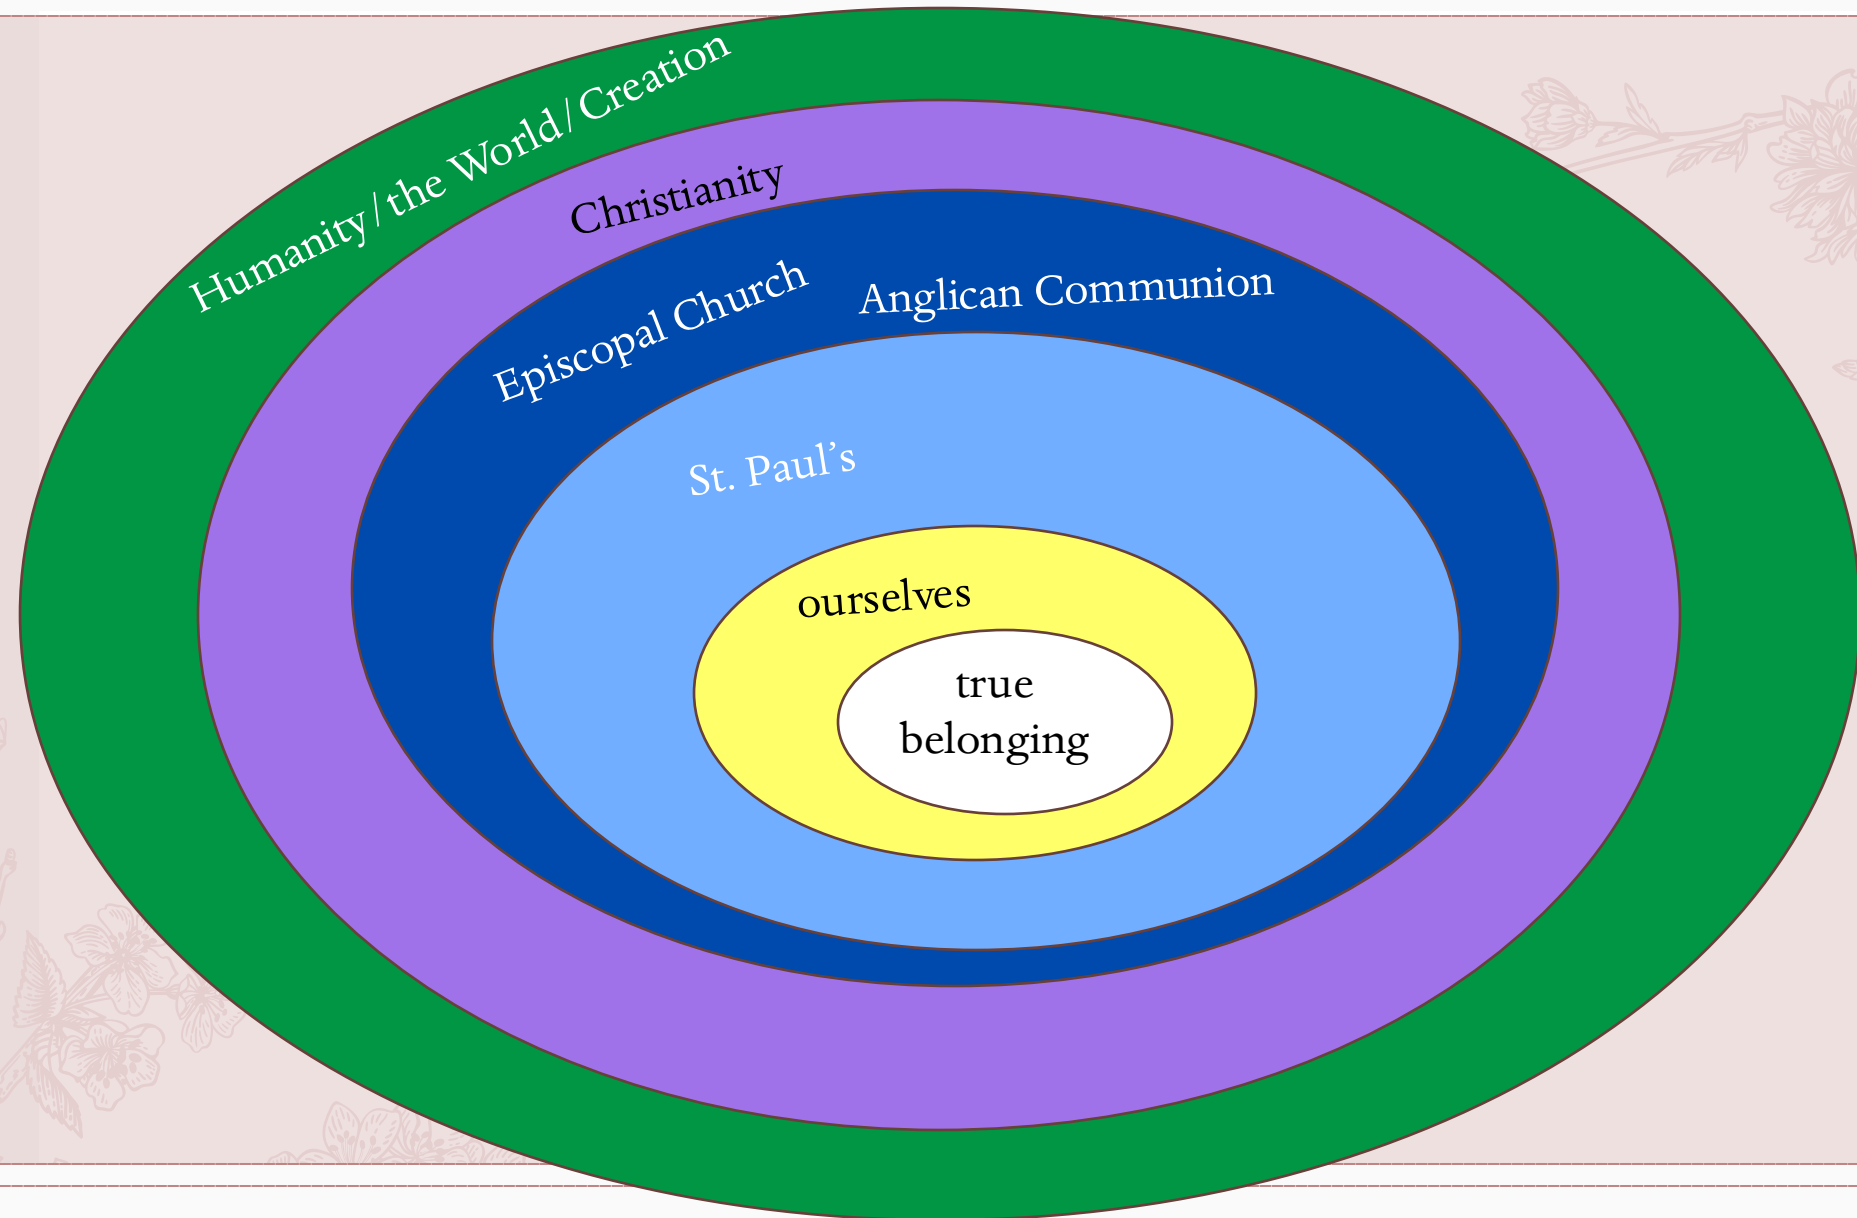 Humanity/the World/Creation
Christianity
Episcopal Church
Anglican Communion
St. Paul’s
ourselves
true
belonging